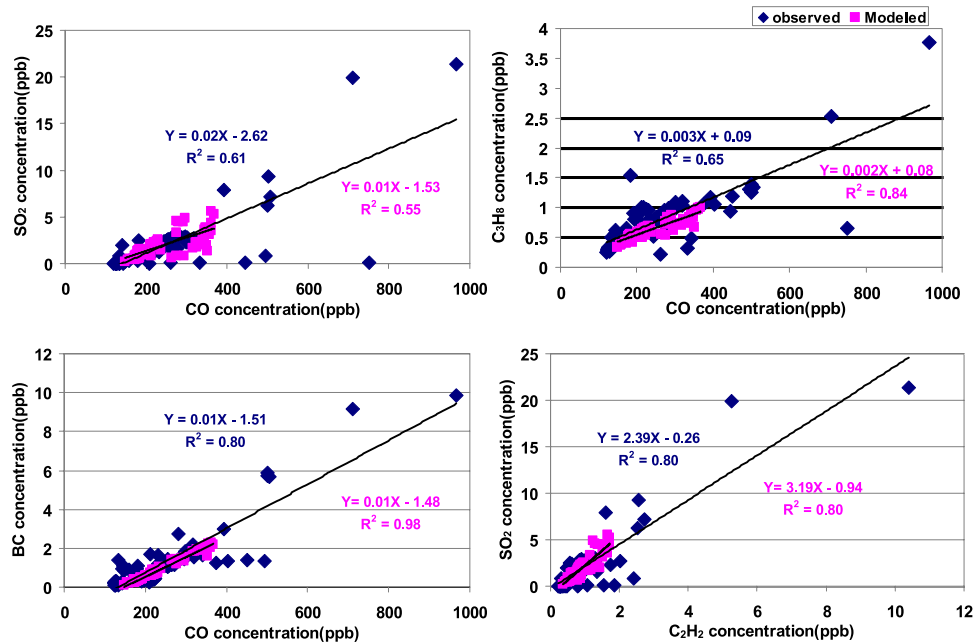 observed Modeled
SO₂ concentration(ppb)
25
20
15
10
5
0
0 200 400 600 800 1000
CO concentration(ppb)
Y = 0.02X - 2.62
R² = 0.61
Y= 0.01X - 1.53
R² = 0.55
C₃H₈ concentration(ppb)
4
3.5
3
2.5
2
1.5
1
0.5
0
0 200 400 600 800 1000
CO concentration(ppb)
Y = 0.003X + 0.09
R² = 0.65
Y = 0.002X + 0.08
R² = 0.84
BC concentration(ppb)
12
10
8
6
4
2
0
0 200 400 600 800 1000
CO concentration(ppb)
Y = 0.01X - 1.51
R² = 0.80
Y= 0.01X - 1.48
R² = 0.98
SO₂ concentration(ppb)
25
20
15
10
5
0
0 2 4 6 8 10 12
C₂H₂ concentration(ppb)
Y = 2.39X - 0.26
R² = 0.80
Y= 3.19X - 0.94
R² = 0.80